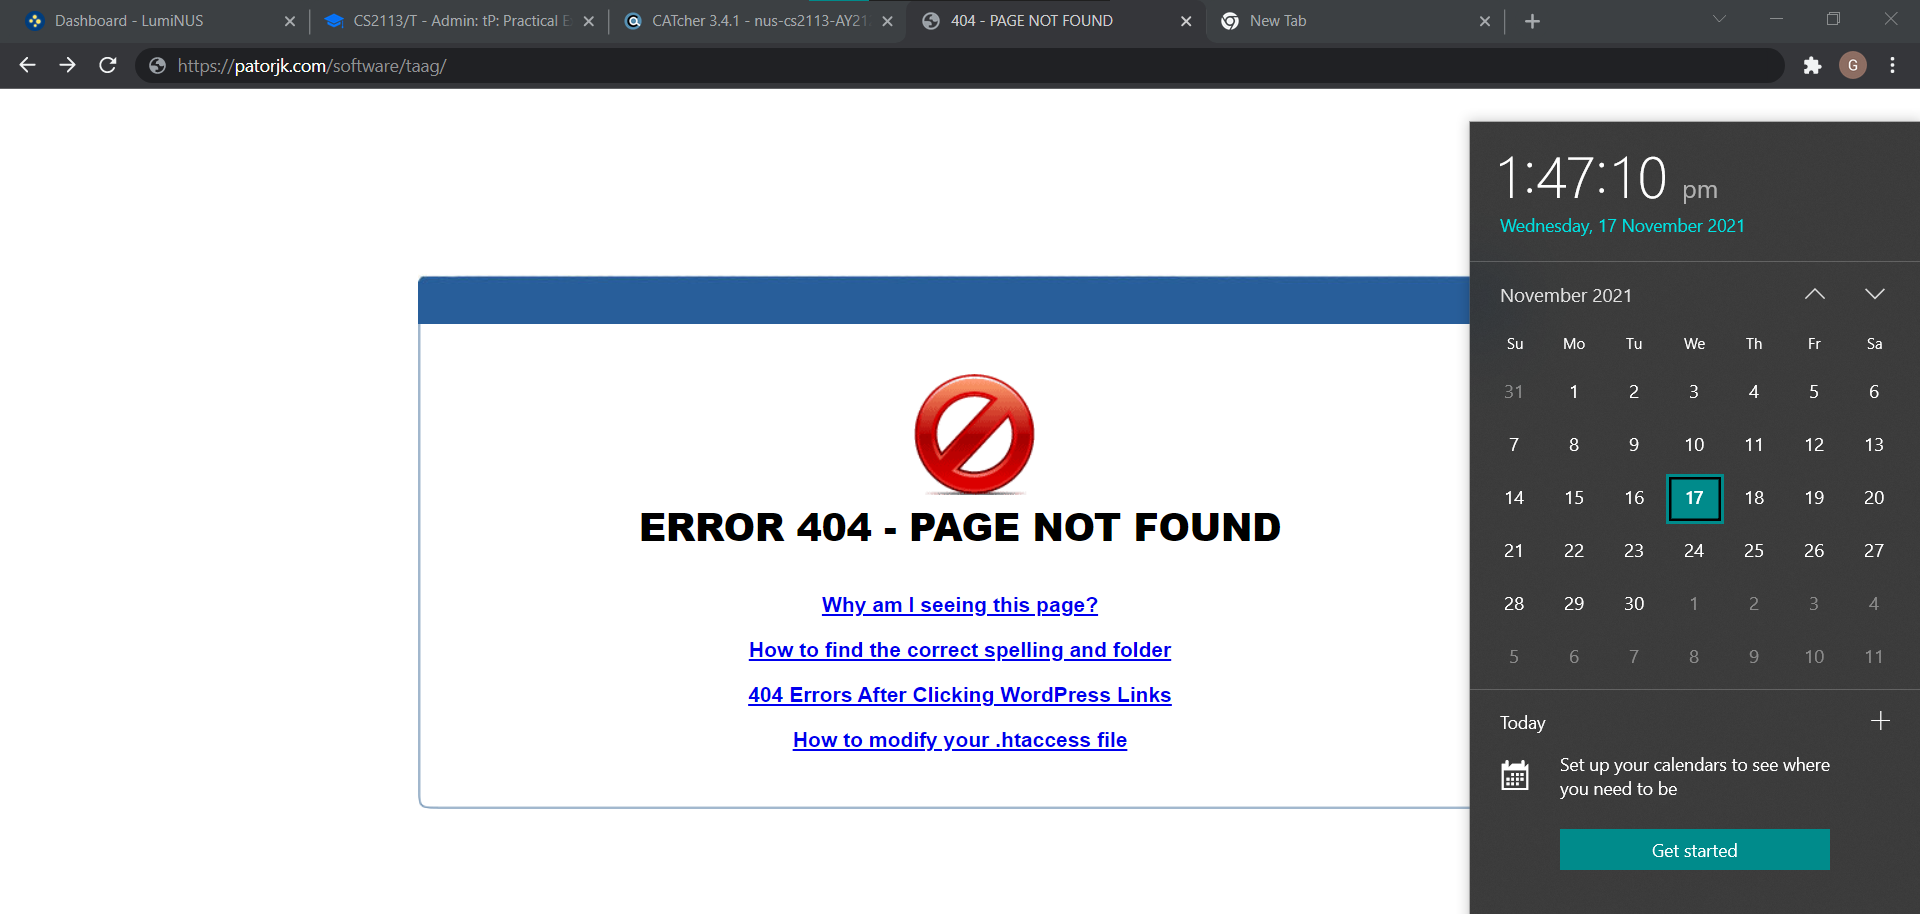 Dashboard - LumiNUS
CS2113/T - Admin: tP: Practical E
CATcher 3.4.1 - nus-cs2113-AY21
404 - PAGE NOT FOUND
New Tab
https://patorjk.com/software/taag/
G
1:47:10 pm
Wednesday, 17 November 2021
November 2021
Su Mo Tu We Th Fr Sa
31 1 2 3 4 5 6
7 8 9 10 11 12 13
14 15 16 17 18 19 20
21 22 23 24 25 26 27
28 29 30 1 2 3 4
5 6 7 8 9 10 11
Today
Set up your calendars to see where
you need to be
Get started
ERROR 404 - PAGE NOT FOUND
Why am I seeing this page?
How to find the correct spelling and folder
404 Errors After Clicking WordPress Links
How to modify your .htaccess file